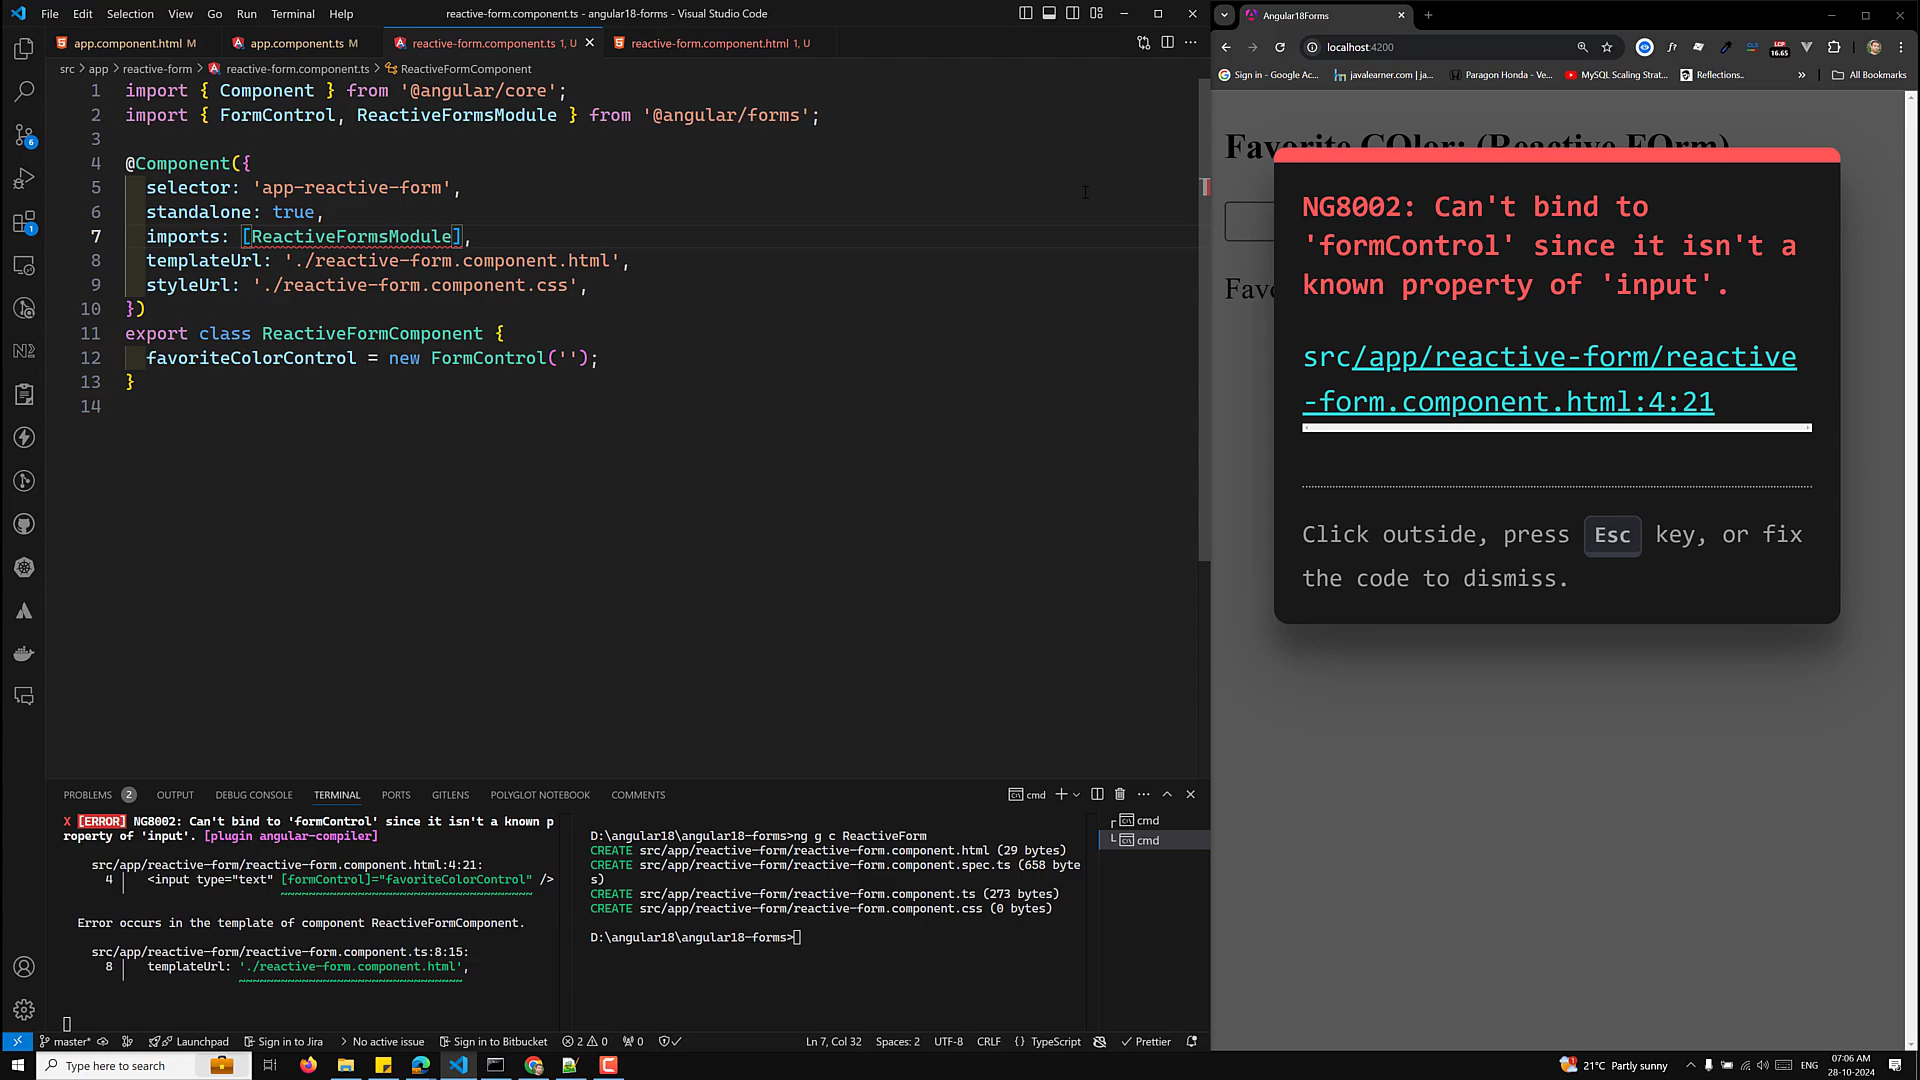 File Edit Selection View Go Run Terminal Help
reactive-form.component.ts - angular18-forms - Visual Studio Code
app.component.html M
app.component.ts M
reactive-form.component.ts 1, U
reactive-form.component.html 1, U
src > app > reactive-form > reactive-form.component.ts > ReactiveFormComponent
1 import { Component } from '@angular/core';
2 import { FormControl, ReactiveFormsModule } from '@angular/forms';
3
4 @Component({
5 selector: 'app-reactive-form',
6 standalone: true,
7 imports: [ReactiveFormsModule],
8 templateUrl: './reactive-form.component.html',
9 styleUrl: './reactive-form.component.css',
10 })
11 export class ReactiveFormComponent {
12 favoriteColorControl = new FormControl('');
13 }
14
PROBLEMS 2 OUTPUT DEBUG CONSOLE TERMINAL PORTS GITLENS POLYGLOT NOTEBOOK COMMENTS
cmd
X [ERROR] NG8002: Can't bind to 'formControl' since it isn't a known p
roperty of 'input'. [plugin angular-compiler]
src/app/reactive-form/reactive-form.component.html:4:21:
4 │ <input type="text" [formControl]="favoriteColorControl" />
Error occurs in the template of component ReactiveFormComponent.
src/app/reactive-form/reactive-form.component.ts:8:15:
8 │ templateUrl: './reactive-form.component.html',
D:\angular18\angular18-forms>ng g c ReactiveForm
CREATE src/app/reactive-form/reactive-form.component.html (29 bytes)
CREATE src/app/reactive-form/reactive-form.component.spec.ts (658 byte
s)
CREATE src/app/reactive-form/reactive-form.component.ts (273 bytes)
CREATE src/app/reactive-form/reactive-form.component.css (0 bytes)
D:\angular18\angular18-forms>
cmd
cmd
master* Launchpad Sign in to Jira No active issue Sign in to Bitbucket 2 0 0
Ln 7, Col 32 Spaces: 2 UTF-8 CRLF {} TypeScript Prettier
Angular18Forms
localhost:4200
CLS
LCP
16.65
Sign in - Google Ac...
javalearner.com | ja...
Paragon Honda - Ve...
MySQL Scaling Strat...
Reflections..
» All Bookmarks
Favorite COlor: (Reactive FOrm)
Favo
NG8002: Can't bind to
'formControl' since it isn't a
known property of 'input'.
src/app/reactive-form/reactive
-form.component.html:4:21
Click outside, press Esc key, or fix
the code to dismiss.
Type here to search
21°C Partly sunny
ENG
07:06 AM
28-10-2024